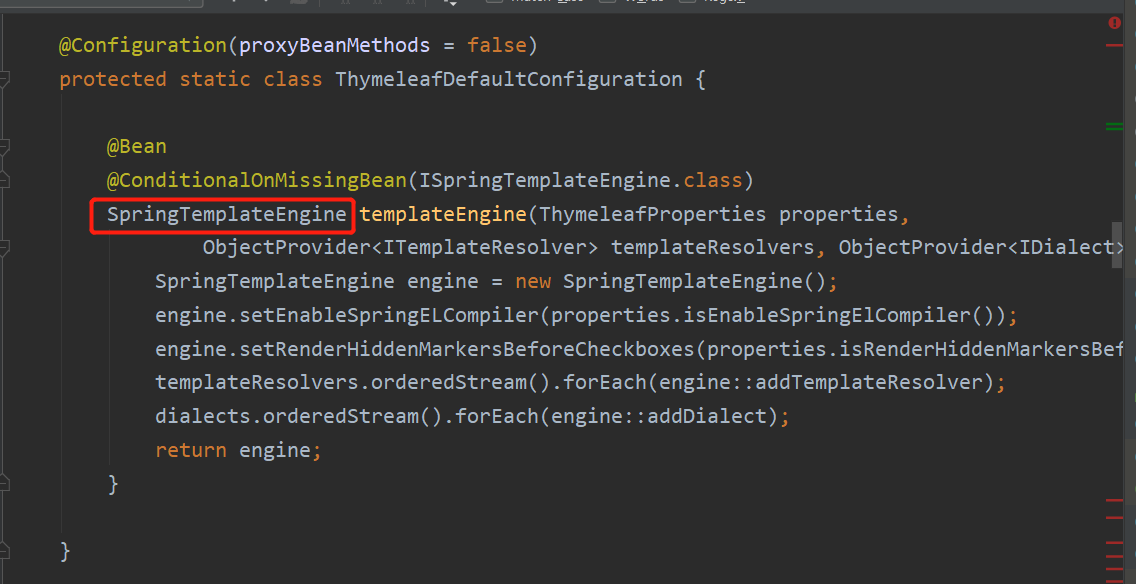 @Configuration(proxyBeanMethods = false)
protected static class ThymeleafDefaultConfiguration {
@Bean
@ConditionalOnMissingBean(ISpringTemplateEngine.class)
SpringTemplateEngine templateEngine(ThymeleafProperties properties,
ObjectProvider<ITemplateResolver> templateResolvers, ObjectProvider<IDialect>
SpringTemplateEngine engine = new SpringTemplateEngine();
engine.setEnableSpringELCompiler(properties.isEnableSpringElCompiler());
engine.setRenderHiddenMarkersBeforeCheckboxes(properties.isRenderHiddenMarkersBef
templateResolvers.orderedStream().forEach(engine::addTemplateResolver);
dialects.orderedStream().forEach(engine::addDialect);
return engine;
}
}